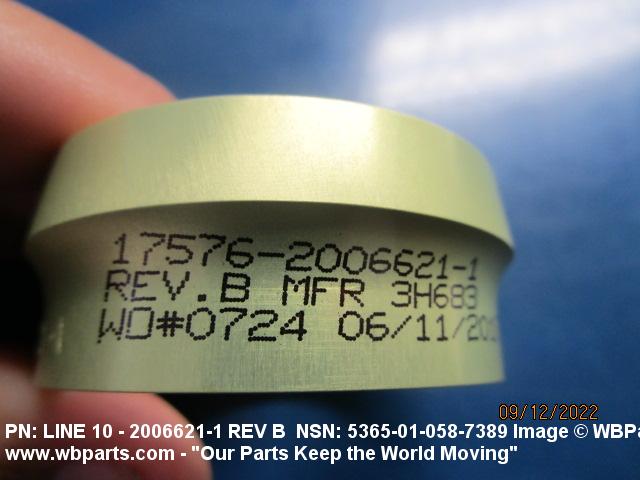 17576-2006621-1
REV.B MFR 3H683
WO#0724 06/11/20
09/12/2022
PN: LINE 10 - 2006621-1 REV B NSN: 5365-01-058-7389 Image © WBPa
www.wbparts.com - "Our Parts Keep the World Moving"